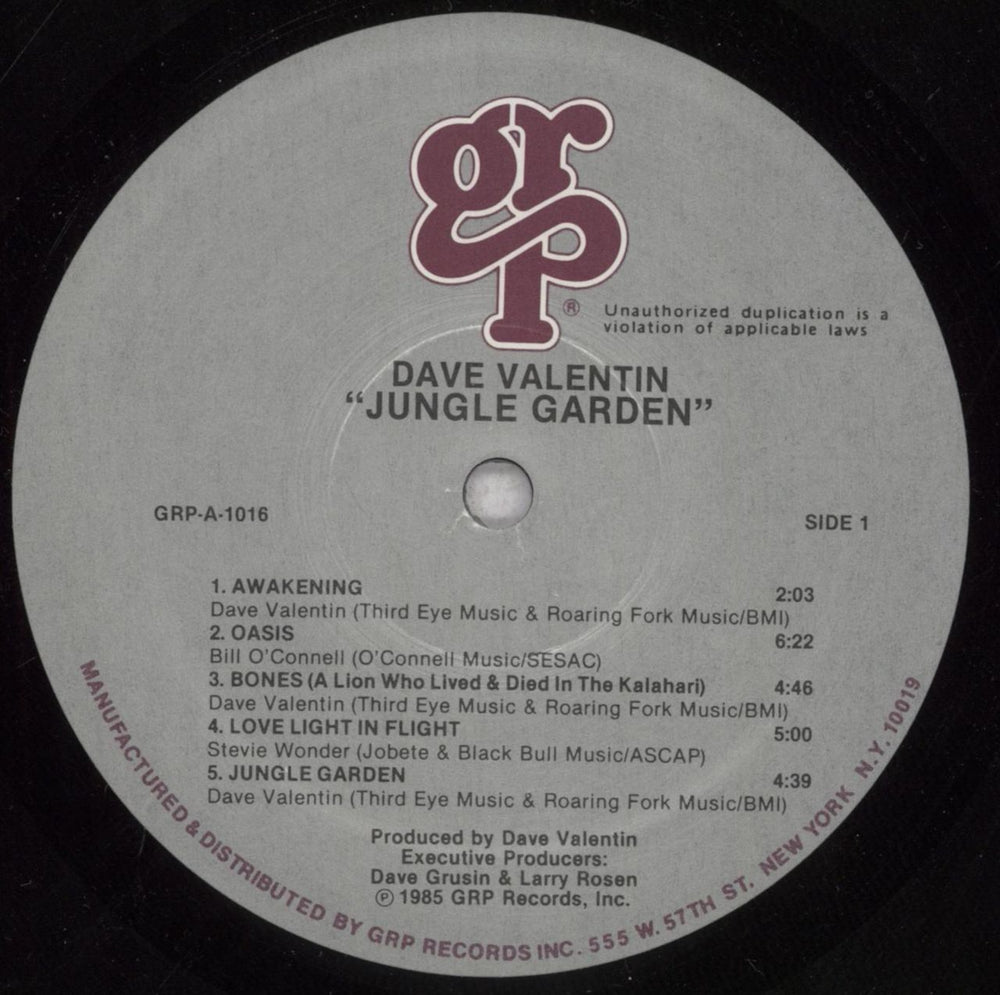 grp
®
Unauthorized duplication is a
violation of applicable laws
DAVE VALENTIN
“JUNGLE GARDEN”
GRP-A-1016
SIDE 1
1. AWAKENING 2:03
Dave Valentin (Third Eye Music & Roaring Fork Music/BMI)
2. OASIS 6:22
Bill O'Connell (O'Connell Music/SESAC)
3. BONES (A Lion Who Lived & Died In The Kalahari) 4:46
Dave Valentin (Third Eye Music & Roaring Fork Music/BMI)
4. LOVE LIGHT IN FLIGHT 5:00
Stevie Wonder (Jobete & Black Bull Music/ASCAP)
5. JUNGLE GARDEN 4:39
Dave Valentin (Third Eye Music & Roaring Fork Music/BMI)
Produced by Dave Valentin
Executive Producers:
Dave Grusin & Larry Rosen
℗ 1985 GRP Records, Inc.
MANUFACTURED & DISTRIBUTED BY GRP RECORDS INC. 555 W. 57TH ST. NEW YORK N.Y. 10019